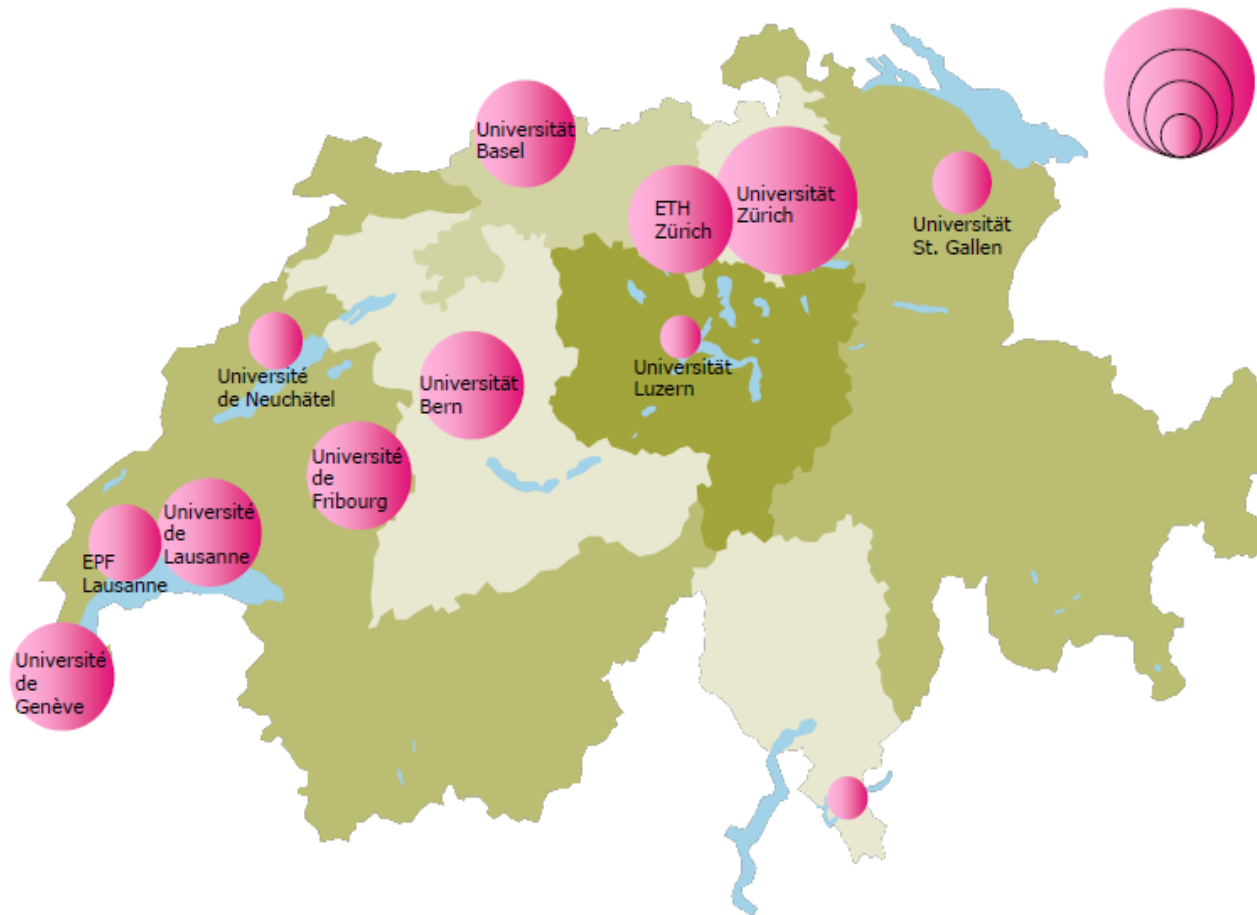 Universität
Basel
ETH
Zürich
Universität
Zürich
Universität
St. Gallen
Université
de Neuchâtel
Universität
Bern
Universität
Luzern
Université
de
Fribourg
Université
de
Lausanne
EPF
Lausanne
Université
de
Genève